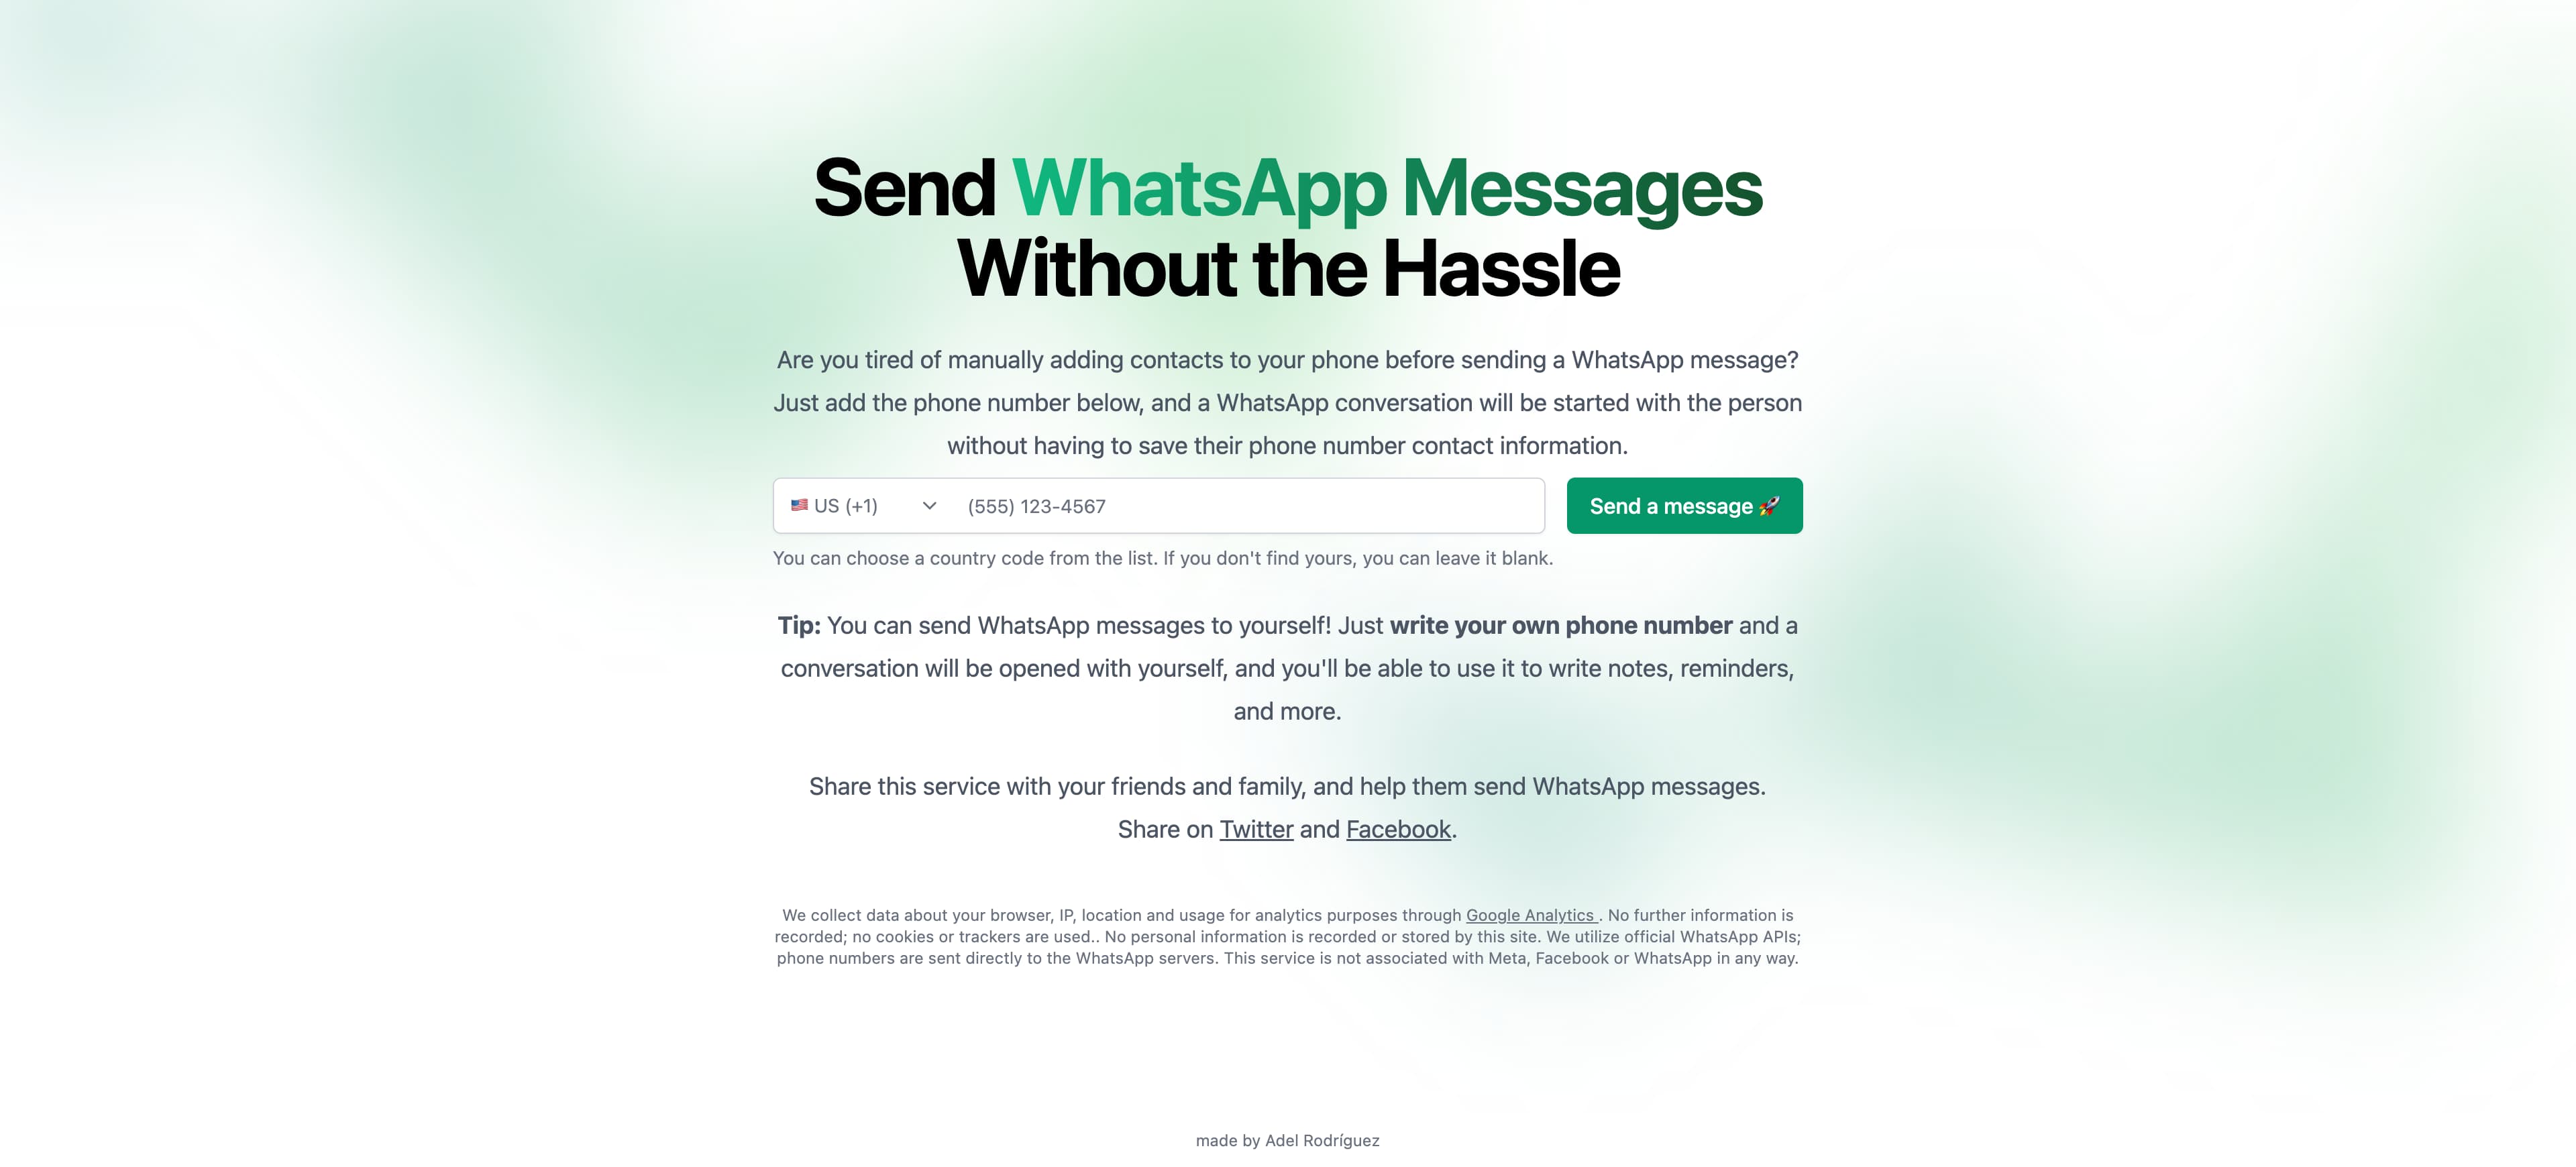 Send WhatsApp Messages
Without the Hassle
Are you tired of manually adding contacts to your phone before sending a WhatsApp message?
Just add the phone number below, and a WhatsApp conversation will be started with the person
without having to save their phone number contact information.
🇺🇸 US (+1) (555) 123-4567 Send a message 🚀
You can choose a country code from the list. If you don't find yours, you can leave it blank.
Tip: You can send WhatsApp messages to yourself! Just write your own phone number and a
conversation will be opened with yourself, and you'll be able to use it to write notes, reminders,
and more.
Share this service with your friends and family, and help them send WhatsApp messages.
Share on Twitter and Facebook.
We collect data about your browser, IP, location and usage for analytics purposes through Google Analytics . No further information is
recorded; no cookies or trackers are used.. No personal information is recorded or stored by this site. We utilize official WhatsApp APIs;
phone numbers are sent directly to the WhatsApp servers. This service is not associated with Meta, Facebook or WhatsApp in any way.
made by Adel Rodríguez